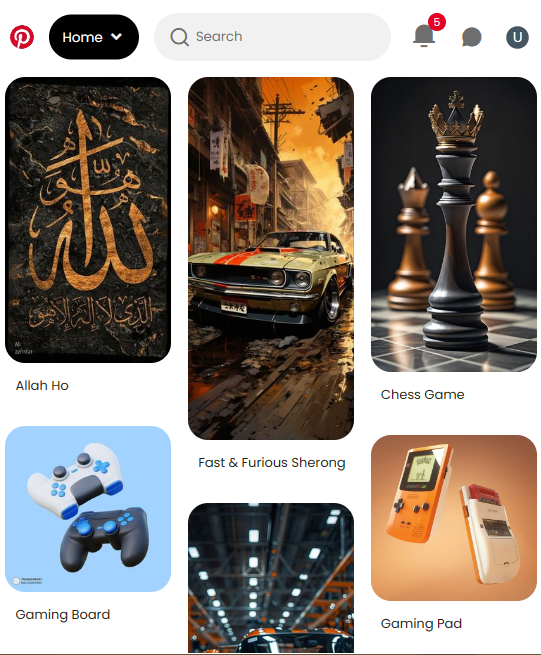 Home
Search
5
U
هو
الله
الذي لا إله إلا هو
Allah Ho
Fast & Furious Sherong
Chess Game
Gaming Board
Gaming Pad